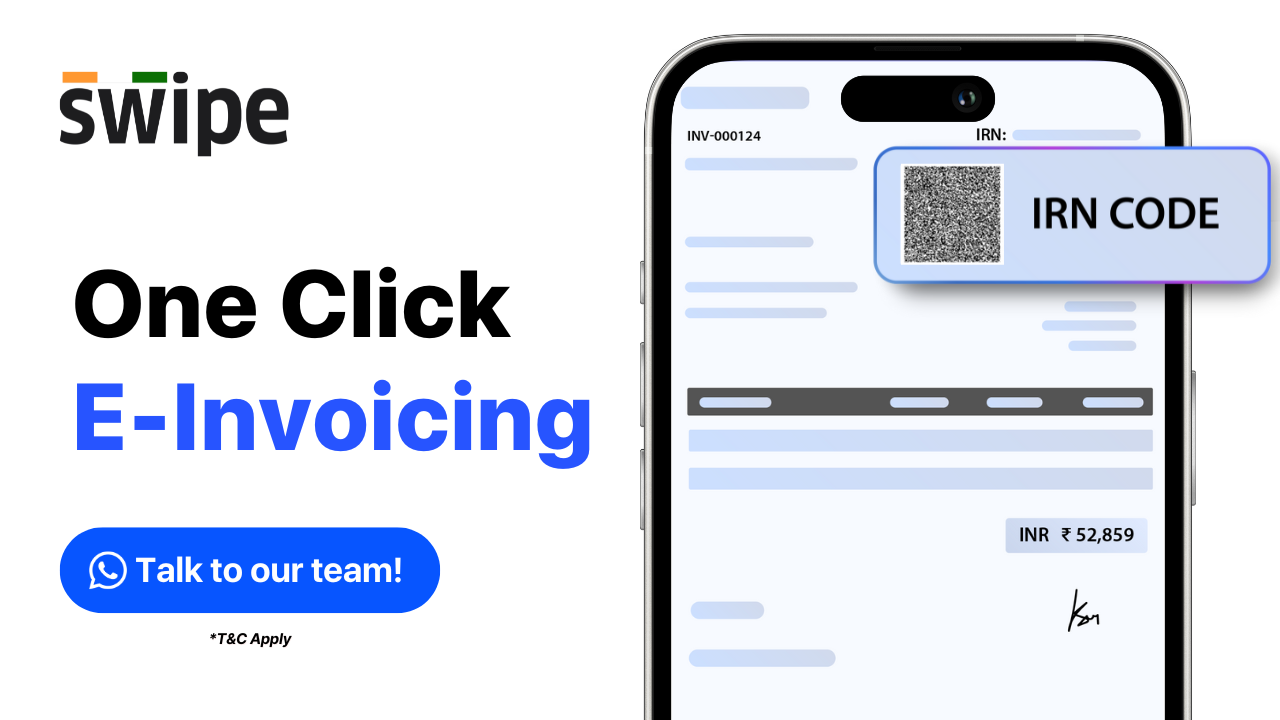 swipe
One Click
E-Invoicing
Talk to our team!
*T&C Apply
INV-000124
IRN:
IRN CODE
INR ₹ 52,859